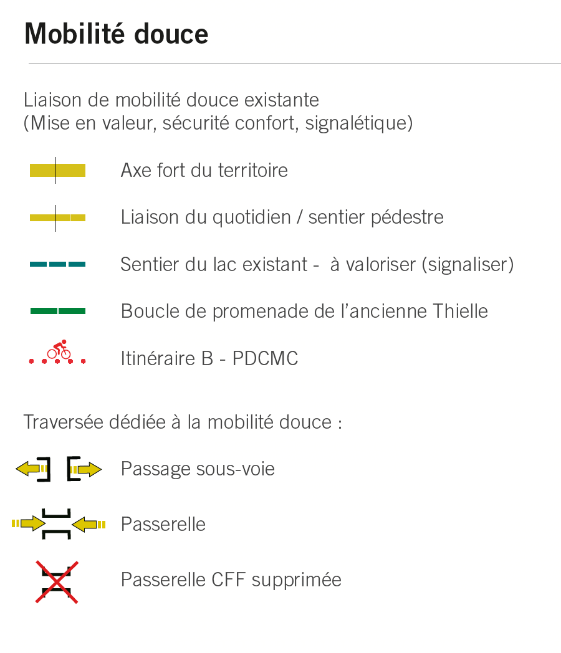 Mobilité douce
Liaison de mobilité douce existante
(Mise en valeur, sécurité confort, signalétique)
Axe fort du territoire
Liaison du quotidien / sentier pédestre
Sentier du lac existant -  à valoriser (signaliser)
Boucle de promenade de l'ancienne Thielle
Itinéraire B - PDCMC
Traversée dédiée à la mobilité douce :
Passage sous-voie
Passerelle
Passerelle CFF supprimée